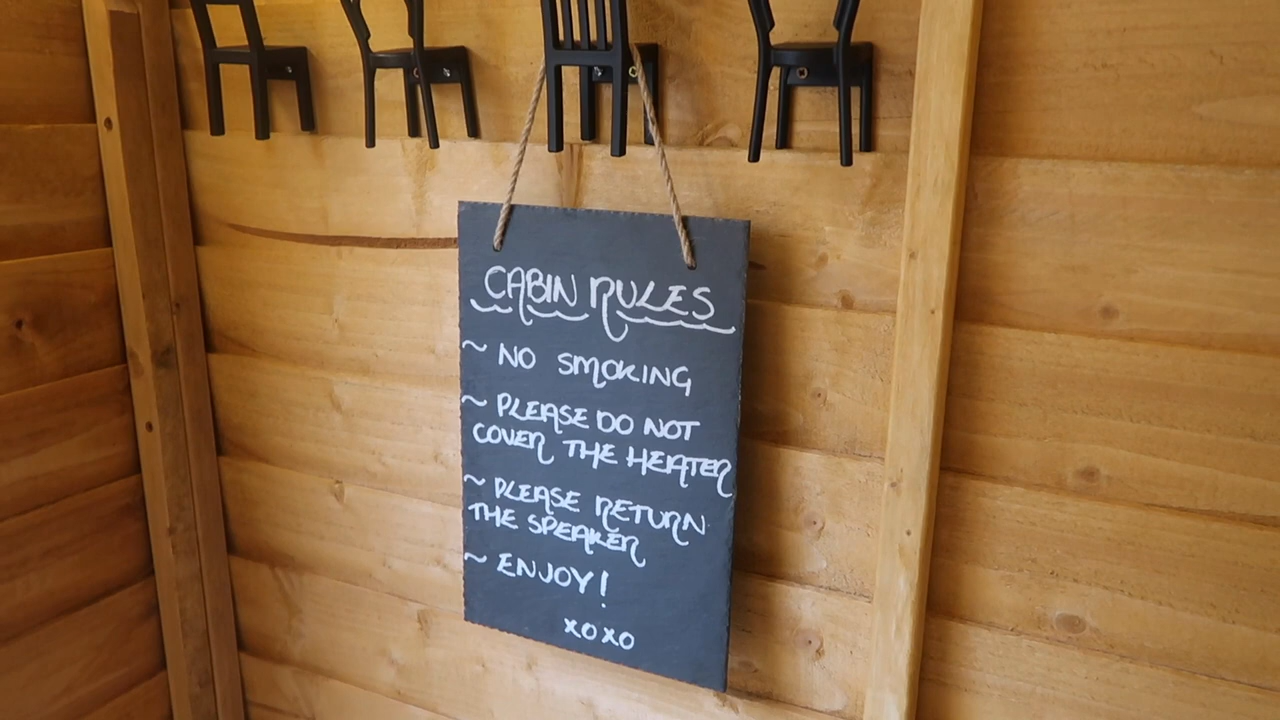 CABIN RULES
~ NO SMOKING
~ PLEASE DO NOT
COVER THE HEATER
~ PLEASE RETURN
THE SPEAKER
~ ENJOY!
xoxo